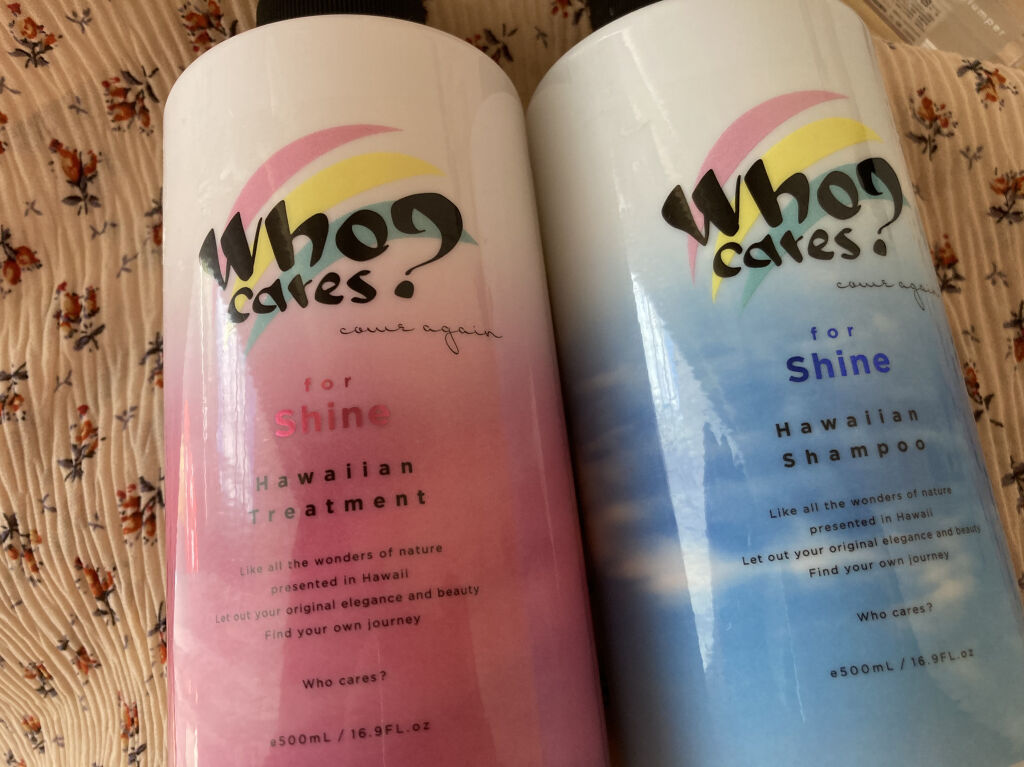 Who?
cares?
come again
for
Shine
Hawaiian
Treatment
Like all the wonders of nature
presented in Hawaii
Let out your original elegance and beauty
Find your own journey
Who cares?
e500mL / 16.9FL.oz
Who?
cares?
come again
for
Shine
Hawaiian
Shampoo
Like all the wonders of nature
presented in Hawaii
Let out your original elegance and beauty
Find your own journey
Who cares?
e500mL / 16.9FL.oz